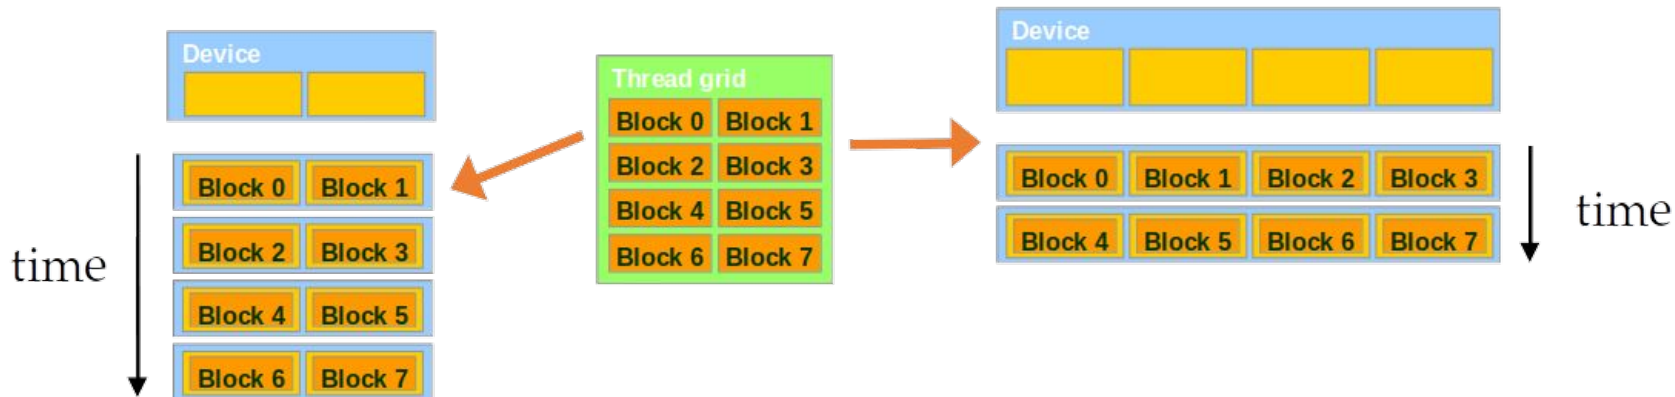 Device
Block 0 Block 1
Block 2 Block 3
Block 4 Block 5
Block 6 Block 7
time
Thread grid
Block 0 Block 1
Block 2 Block 3
Block 4 Block 5
Block 6 Block 7
Device
Block 0 Block 1 Block 2 Block 3
Block 4 Block 5 Block 6 Block 7
time